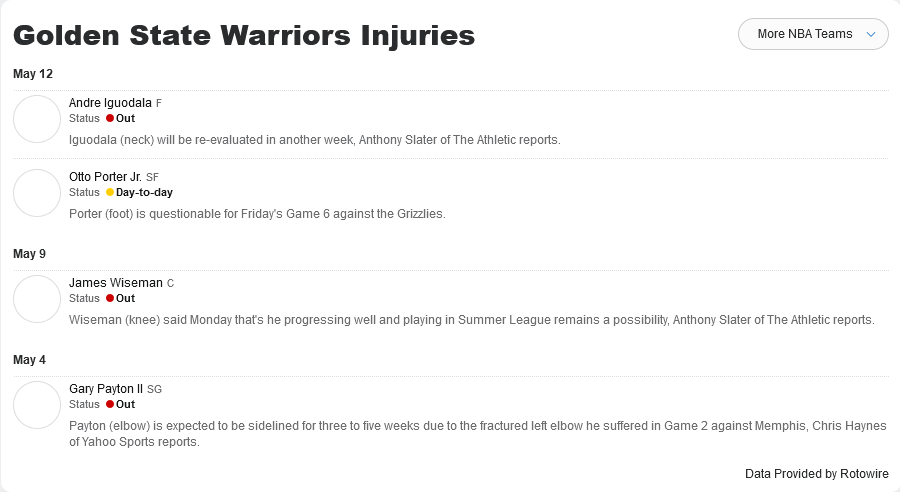 Golden State Warriors Injuries
More NBA Teams
May 12
Andre Iguodala F
Status Out
Iguodala (neck) will be re-evaluated in another week, Anthony Slater of The Athletic reports.
Otto Porter Jr. SF
Status Day-to-day
Porter (foot) is questionable for Friday's Game 6 against the Grizzlies.
May 9
James Wiseman C
Status Out
Wiseman (knee) said Monday that's he progressing well and playing in Summer League remains a possibility, Anthony Slater of The Athletic reports.
May 4
Gary Payton II SG
Status Out
Payton (elbow) is expected to be sidelined for three to five weeks due to the fractured left elbow he suffered in Game 2 against Memphis, Chris Haynes
of Yahoo Sports reports.
Data Provided by Rotowire